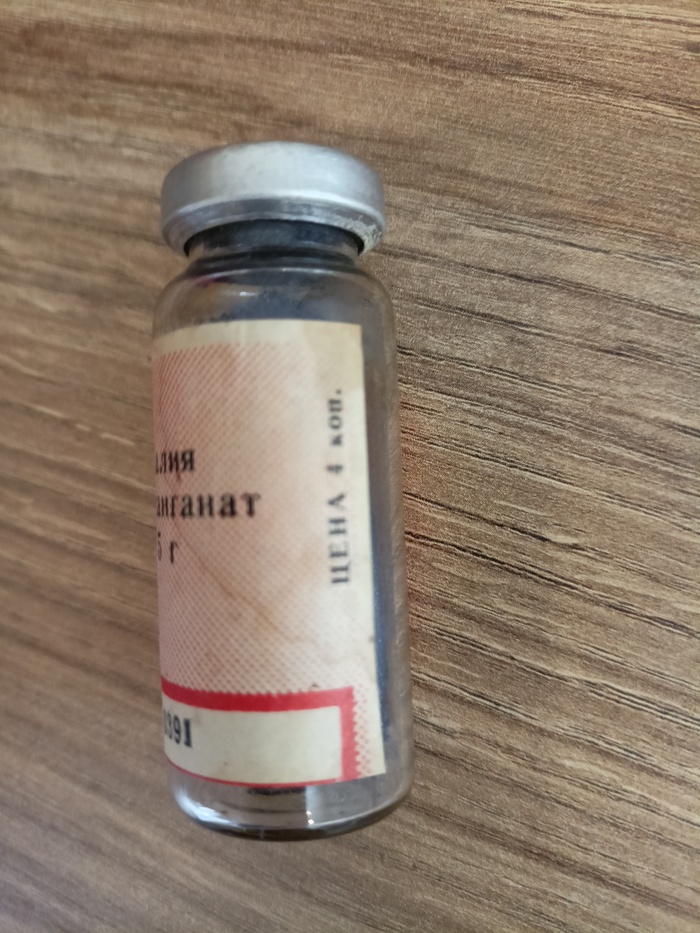 алия
анганат
5 г
ЦЕНА 4 коп.
391